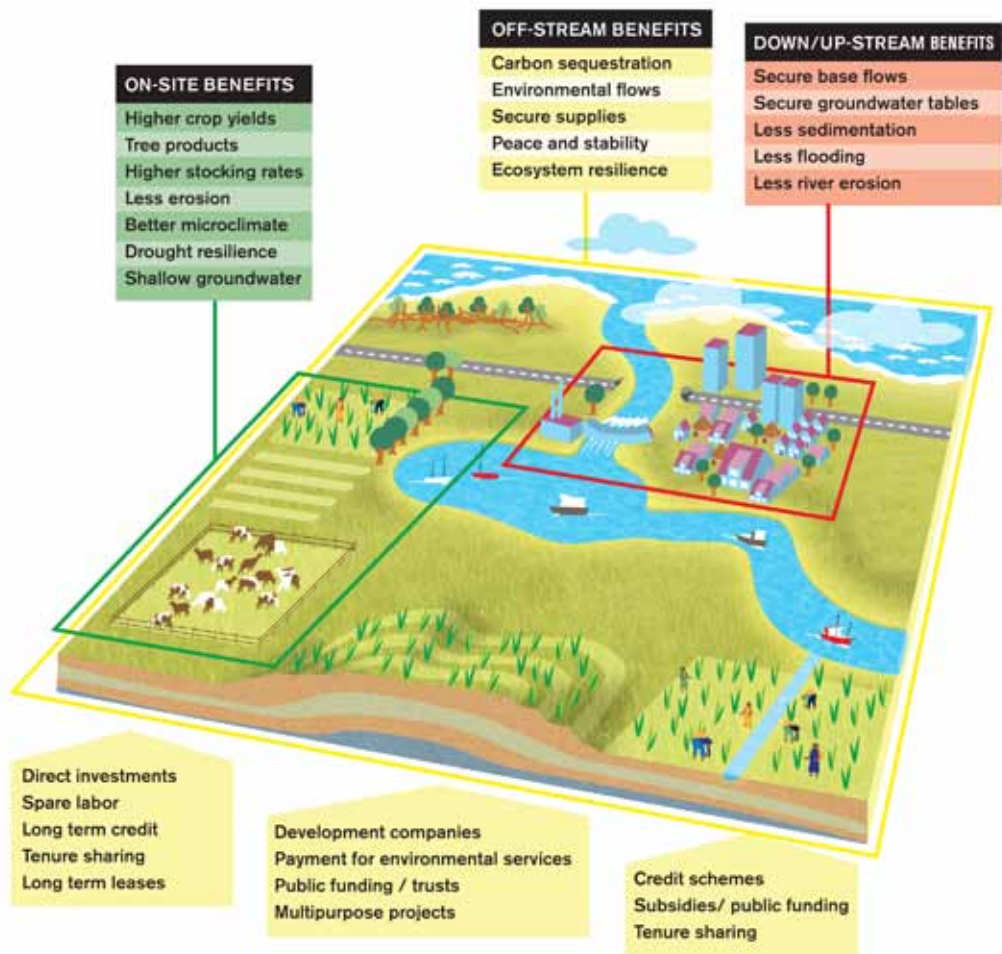 ON-SITE BENEFITS
Higher crop yields
Tree products
Higher stocking rates
Less erosion
Better microclimate
Drought resilience
Shallow groundwater
OFF-STREAM BENEFITS
Carbon sequestration
Environmental flows
Secure supplies
Peace and stability
Ecosystem resilience
DOWN/UP-STREAM BENEFITS
Secure base flows
Secure groundwater tables
Less sedimentation
Less flooding
Less river erosion
Direct investments
Spare labor
Long term credit
Tenure sharing
Long term leases
Development companies
Payment for environmental services
Public funding / trusts
Multipurpose projects
Credit schemes
Subsidies/ public funding
Tenure sharing